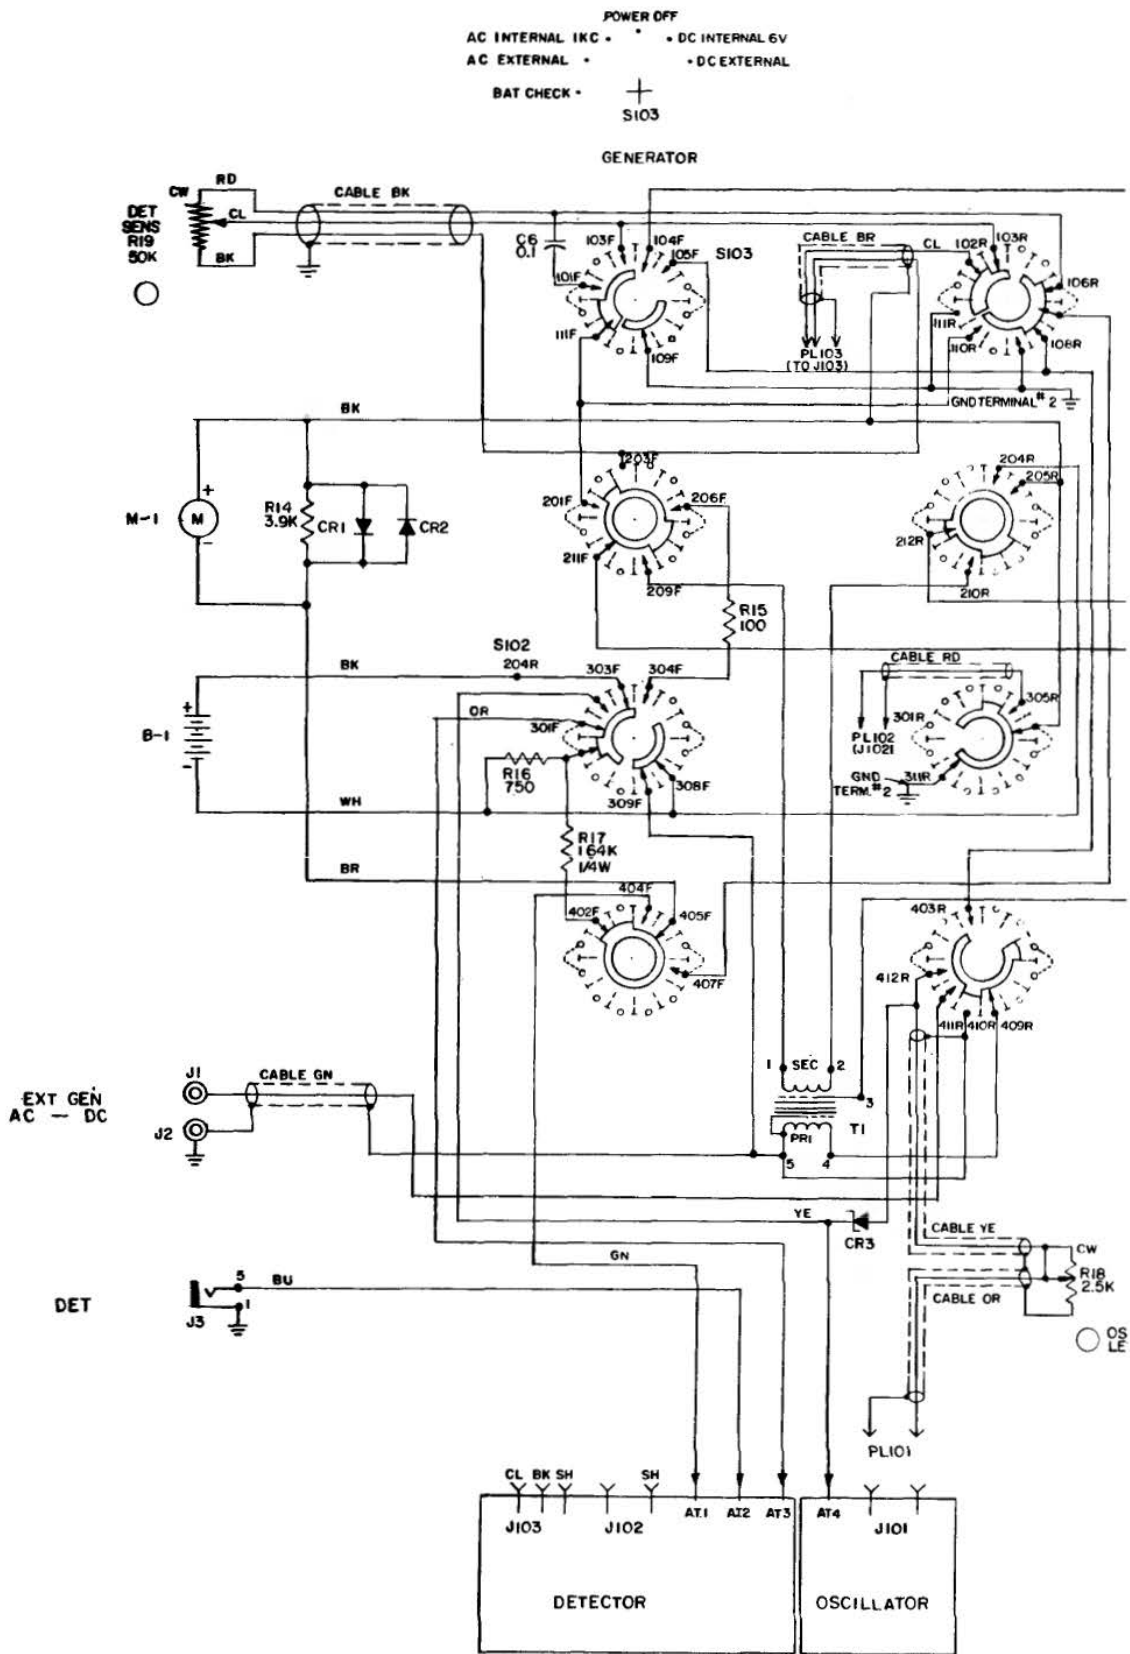 POWER OFF
AC INTERNAL 1KC • • DC INTERNAL 6V
AC EXTERNAL • • DC EXTERNAL
BAT CHECK •
S103
GENERATOR
RD
CW
CABLE BK
DET
SENS
R19
50K
CL
BK
C6
0.1
103F
104F
105F
S103
101F
111F
109F
CABLE BR
CL
102R
103R
106R
111R
110R
108R
PL103
(TO J103)
GND TERMINAL # 2
BK
M-1
+
M
-
R14
3.9K
CR1
CR2
203F
201F
206F
211F
209F
204R
205R
212R
210R
R15
100
S102
204R
BK
303F
304F
OR
301F
B-1
+
-
R16
750
308F
309F
WH
CABLE RD
305R
301R
PL102
(J102)
GND
TERM.#2
311R
R17
164K
1/4W
BR
404F
402F
405F
407F
403R
412R
411R
410R
409R
1
SEC
2
3
T1
PRI
5
4
J1
CABLE GN
EXT GEN
AC — DC
J2
YE
CR3
GN
CABLE YE
CW
R18
2.5K
CABLE OR
OS
LE
DET
5
BU
1
J3
PL101
CL BK SH
SH
J103
J102
AT1
AT2
AT3
AT4
J101
DETECTOR
OSCILLATOR